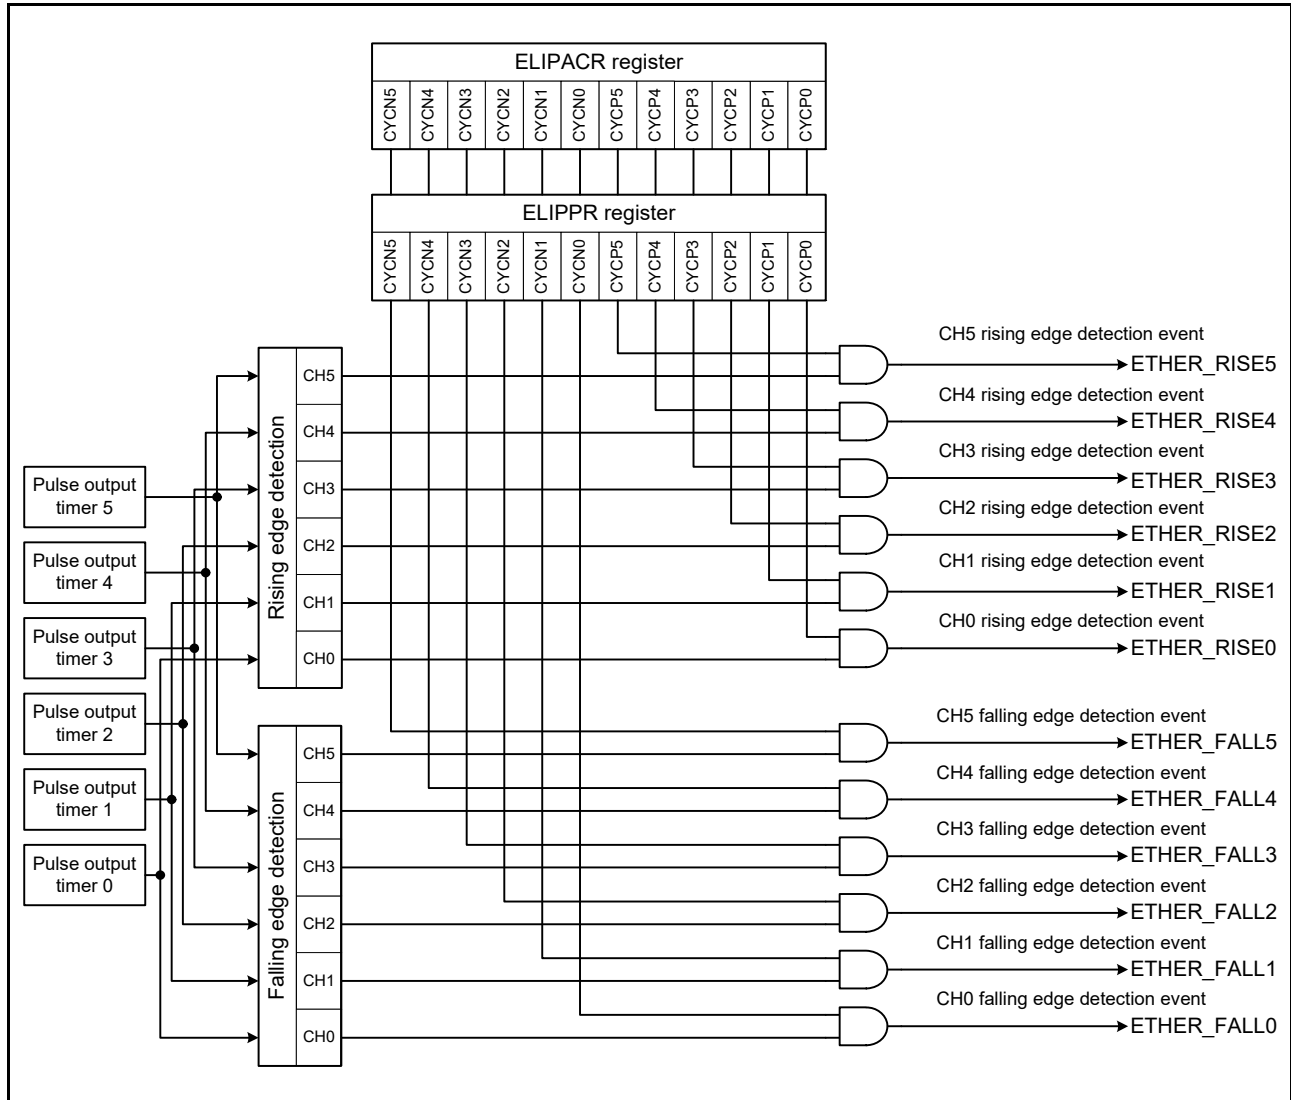 ELIPACR register
CYCN5
CYCN4
CYCN3
CYCN2
CYCN1
CYCN0
CYCP5
CYCP4
CYCP3
CYCP2
CYCP1
CYCP0
ELIPPR register
CYCN5
CYCN4
CYCN3
CYCN2
CYCN1
CYCN0
CYCP5
CYCP4
CYCP3
CYCP2
CYCP1
CYCP0
Pulse output
timer 5
Pulse output
timer 4
Pulse output
timer 3
Pulse output
timer 2
Pulse output
timer 1
Pulse output
timer 0
Rising edge detection
CH5
CH4
CH3
CH2
CH1
CH0
Falling edge detection
CH5
CH4
CH3
CH2
CH1
CH0
CH5 rising edge detection event
ETHER_RISE5
CH4 rising edge detection event
ETHER_RISE4
CH3 rising edge detection event
ETHER_RISE3
CH2 rising edge detection event
ETHER_RISE2
CH1 rising edge detection event
ETHER_RISE1
CH0 rising edge detection event
ETHER_RISE0
CH5 falling edge detection event
ETHER_FALL5
CH4 falling edge detection event
ETHER_FALL4
CH3 falling edge detection event
ETHER_FALL3
CH2 falling edge detection event
ETHER_FALL2
CH1 falling edge detection event
ETHER_FALL1
CH0 falling edge detection event
ETHER_FALL0